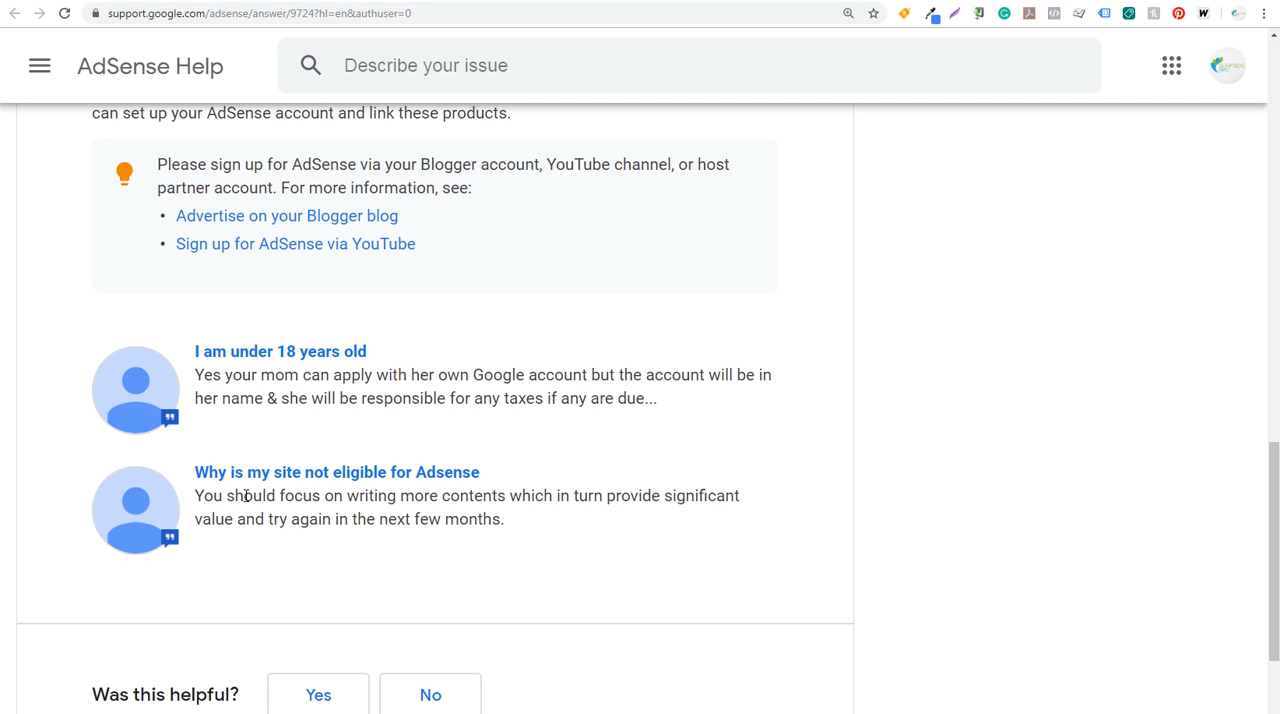 support.google.com/adsense/answer/9724?hl=en&authuser=0
AdSense Help
Describe your issue
can set up your AdSense account and link these products.
Please sign up for AdSense via your Blogger account, YouTube channel, or host
partner account. For more information, see:
• Advertise on your Blogger blog
• Sign up for AdSense via YouTube
I am under 18 years old
Yes your mom can apply with her own Google account but the account will be in
her name & she will be responsible for any taxes if any are due...
Why is my site not eligible for Adsense
You should focus on writing more contents which in turn provide significant
value and try again in the next few months.
Was this helpful?
Yes
No